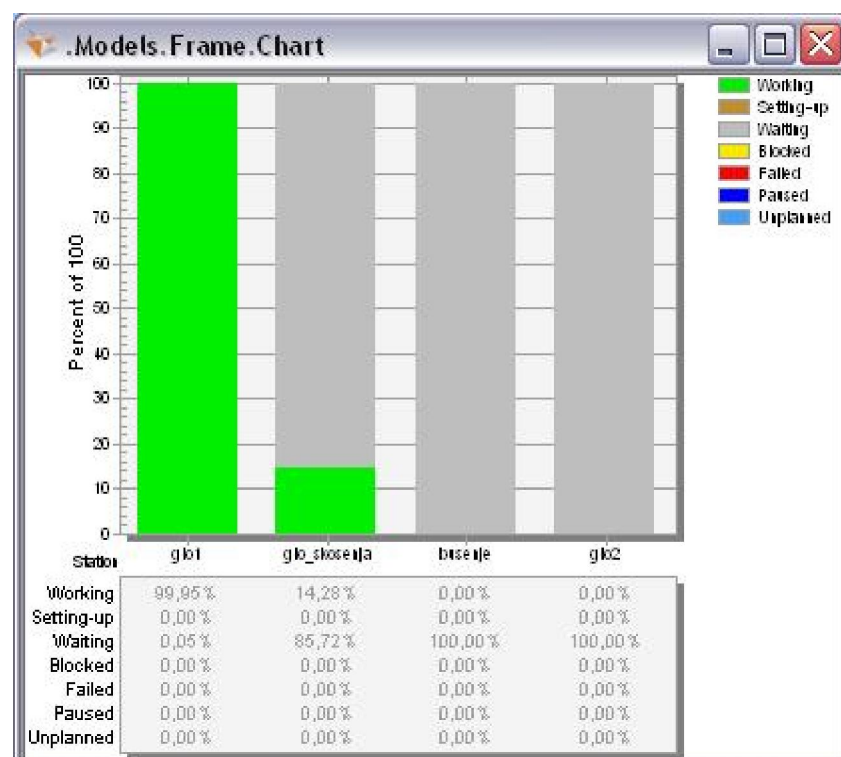 .Models.Frame.Chart
Working
Setting-up
Waiting
Blocked
Failed
Paused
Unplanned
Percent of 100
100
90
80
70
60
50
40
30
20
10
0
Station glo1 glo_skosenja busenje glo2
Working 99,95% 14,28% 0,00% 0,00%
Setting-up 0,00% 0,00% 0,00% 0,00%
Waiting 0,05% 85,72% 100,00% 100,00%
Blocked 0,00% 0,00% 0,00% 0,00%
Failed 0,00% 0,00% 0,00% 0,00%
Paused 0,00% 0,00% 0,00% 0,00%
Unplanned 0,00% 0,00% 0,00% 0,00%